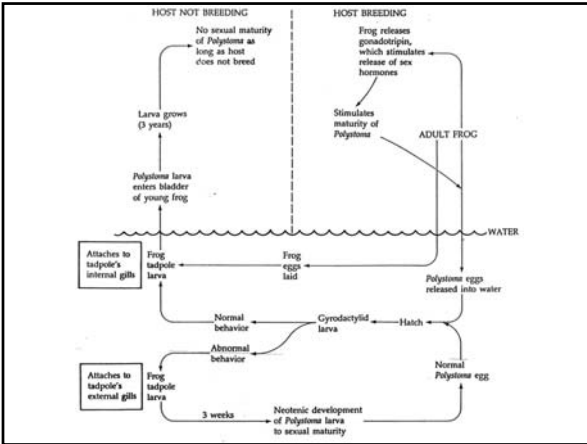 HOST NOT BREEDING
HOST BREEDING
No sexual maturity
of Polystoma as
long as host
does not breed
Frog releases
gonadotripin,
which stimulates
release of sex
hormones
Larva grows
(3 years)
Stimulates
maturity of
Polystoma
ADULT FROG
Polystoma larva
enters bladder
of young frog
WATER
Attaches to
tadpole's
internal gills
Frog
tadpole
larva
Frog
eggs
laid
Polystoma eggs
released into water
Normal
behavior
Gyrodactylid
larva
Hatch
Abnormal
behavior
Attaches to
tadpole's
external gills
Frog
tadpole
larva
Normal
Polystoma egg
3 weeks
Neotenic development
of Polystoma larva
to sexual maturity